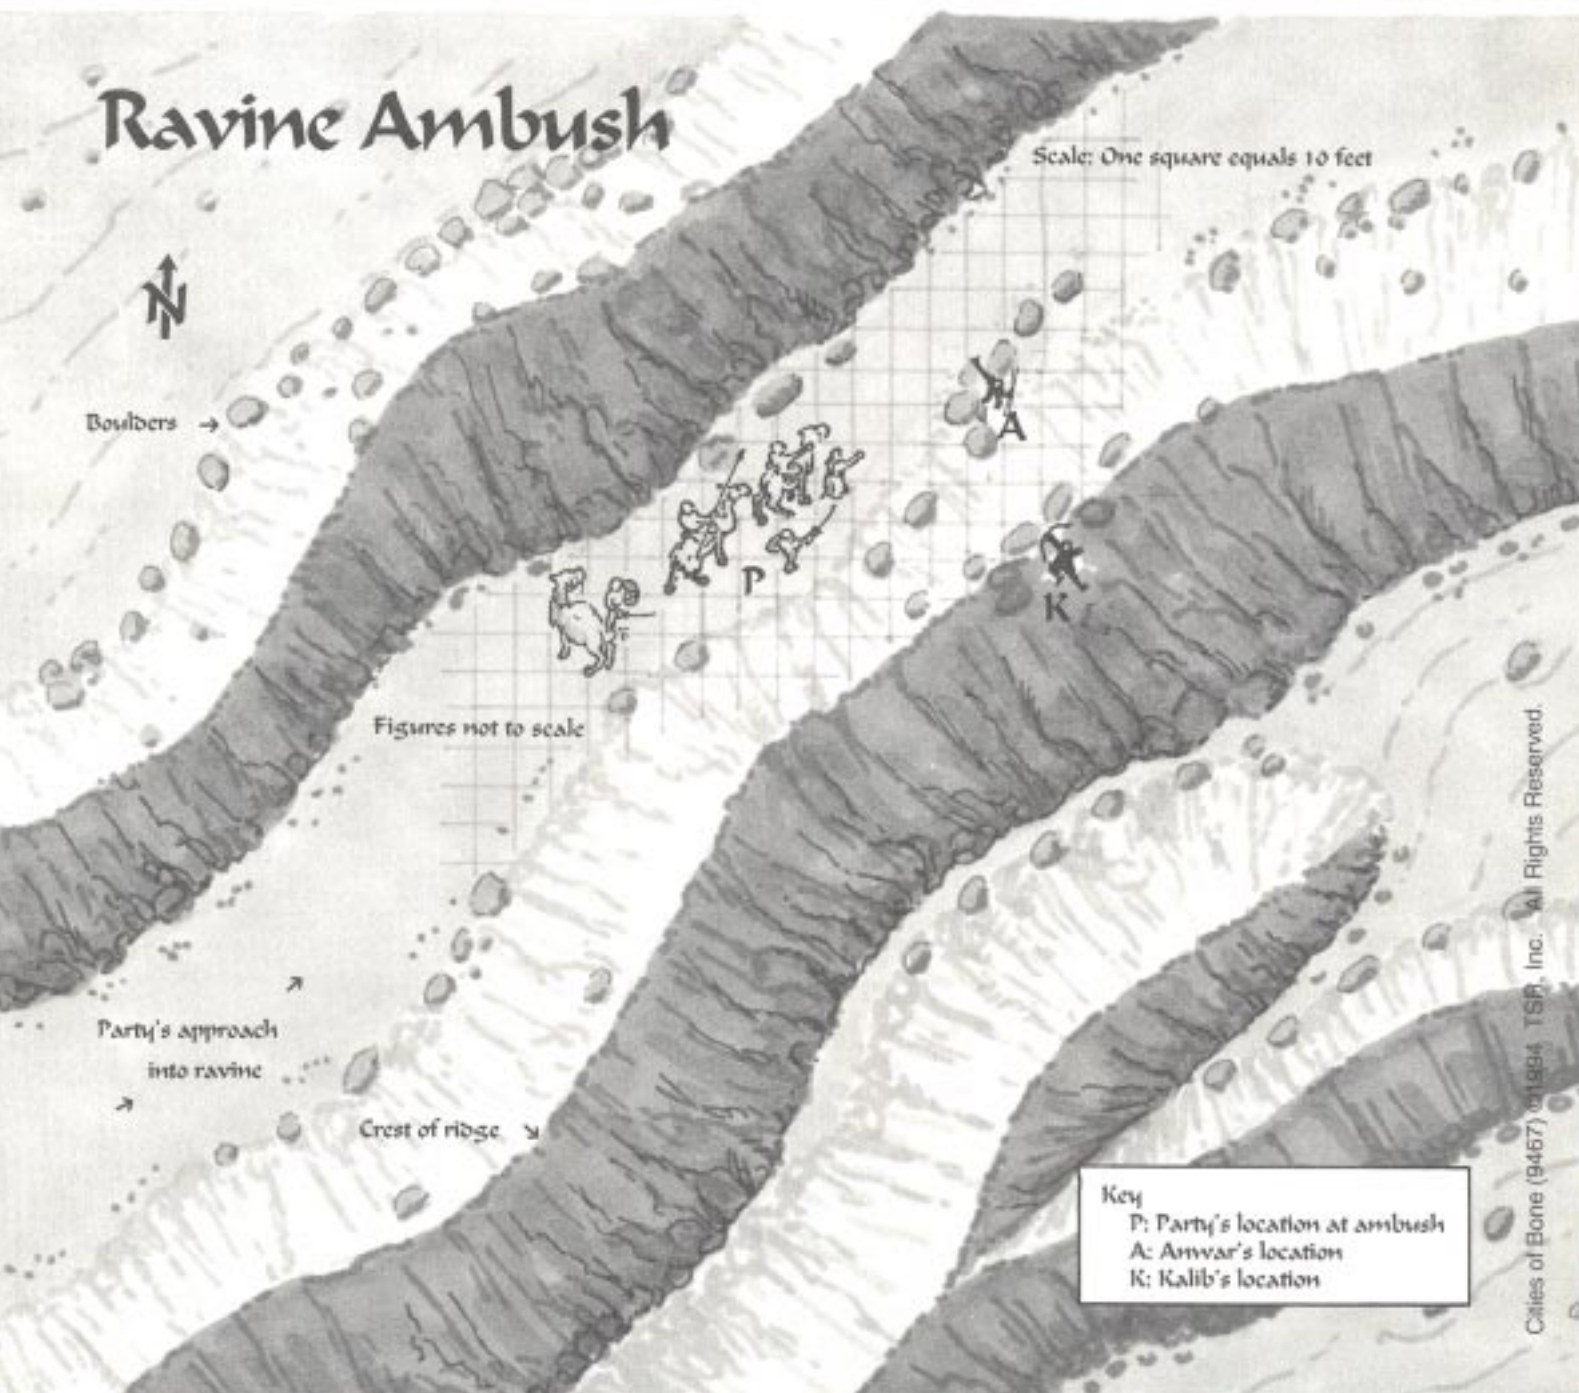 Ravine Ambush
Scale: One square equals 10 feet
N
Boulders
A
P
K
Figures not to scale
Party's approach
into ravine
Crest of ridge
Key
P: Party's location at ambush
A: Anwar's location
K: Kalib's location
Cities of Bone (9467) ©1994 TSR, Inc. All Rights Reserved.